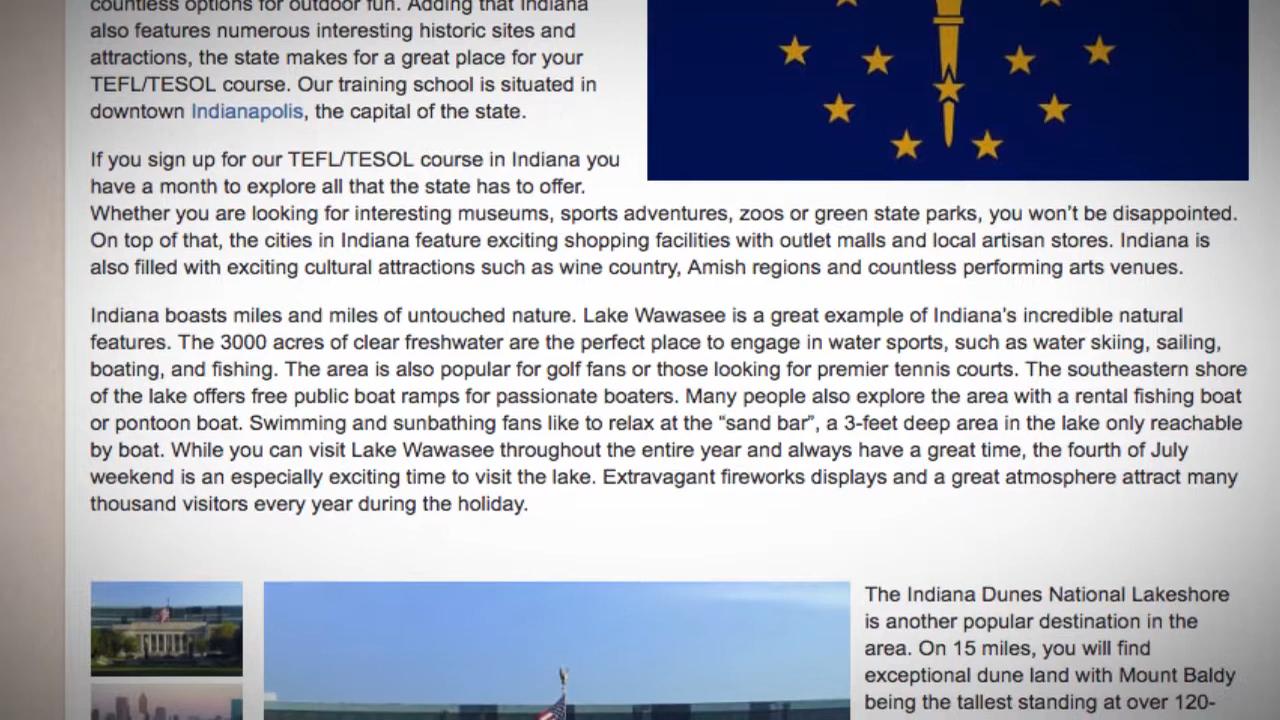 countless options for outdoor fun. Adding that Indiana
also features numerous interesting historic sites and
attractions, the state makes for a great place for your
TEFL/TESOL course. Our training school is situated in
downtown Indianapolis, the capital of the state.
If you sign up for our TEFL/TESOL course in Indiana you
have a month to explore all that the state has to offer.
Whether you are looking for interesting museums, sports adventures, zoos or green state parks, you won’t be disappointed.
On top of that, the cities in Indiana feature exciting shopping facilities with outlet malls and local artisan stores. Indiana is
also filled with exciting cultural attractions such as wine country, Amish regions and countless performing arts venues.
Indiana boasts miles and miles of untouched nature. Lake Wawasee is a great example of Indiana's incredible natural
features. The 3000 acres of clear freshwater are the perfect place to engage in water sports, such as water skiing, sailing,
boating, and fishing. The area is also popular for golf fans or those looking for premier tennis courts. The southeastern shore
of the lake offers free public boat ramps for passionate boaters. Many people also explore the area with a rental fishing boat
or pontoon boat. Swimming and sunbathing fans like to relax at the “sand bar”, a 3-feet deep area in the lake only reachable
by boat. While you can visit Lake Wawasee throughout the entire year and always have a great time, the fourth of July
weekend is an especially exciting time to visit the lake. Extravagant fireworks displays and a great atmosphere attract many
thousand visitors every year during the holiday.
The Indiana Dunes National Lakeshore
is another popular destination in the
area. On 15 miles, you will find
exceptional dune land with Mount Baldy
being the tallest standing at over 120-